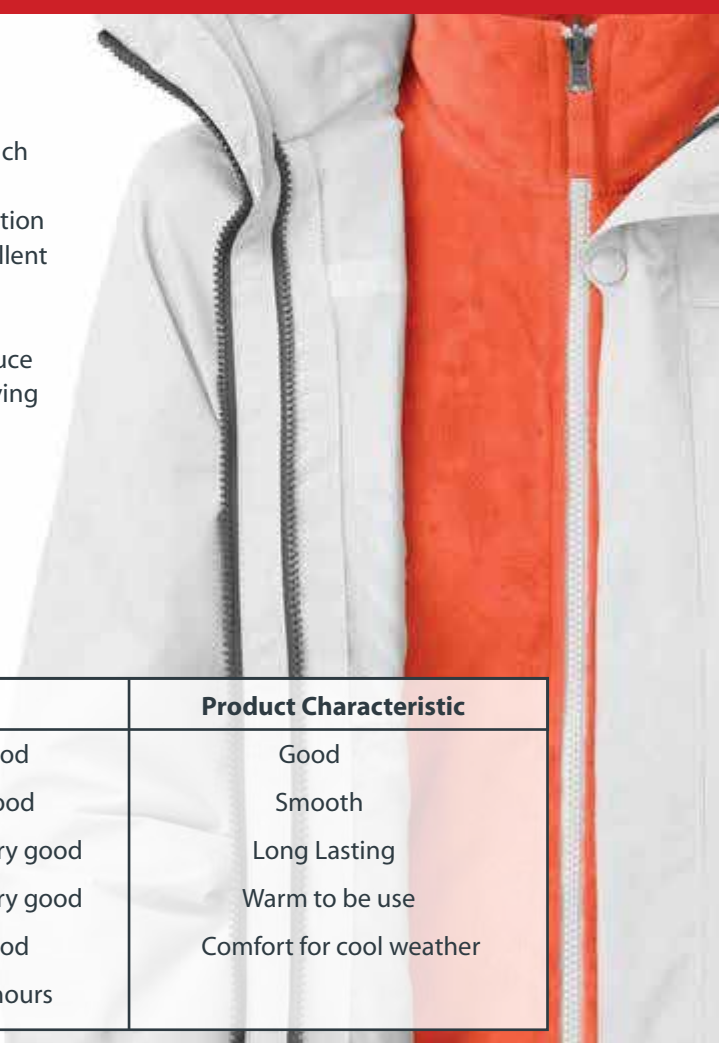 ch
tion
llent
uce
ving
Product Characteristic
od Good
ood Smooth
ry good Long Lasting
ry good Warm to be use
od Comfort for cool weather
hours